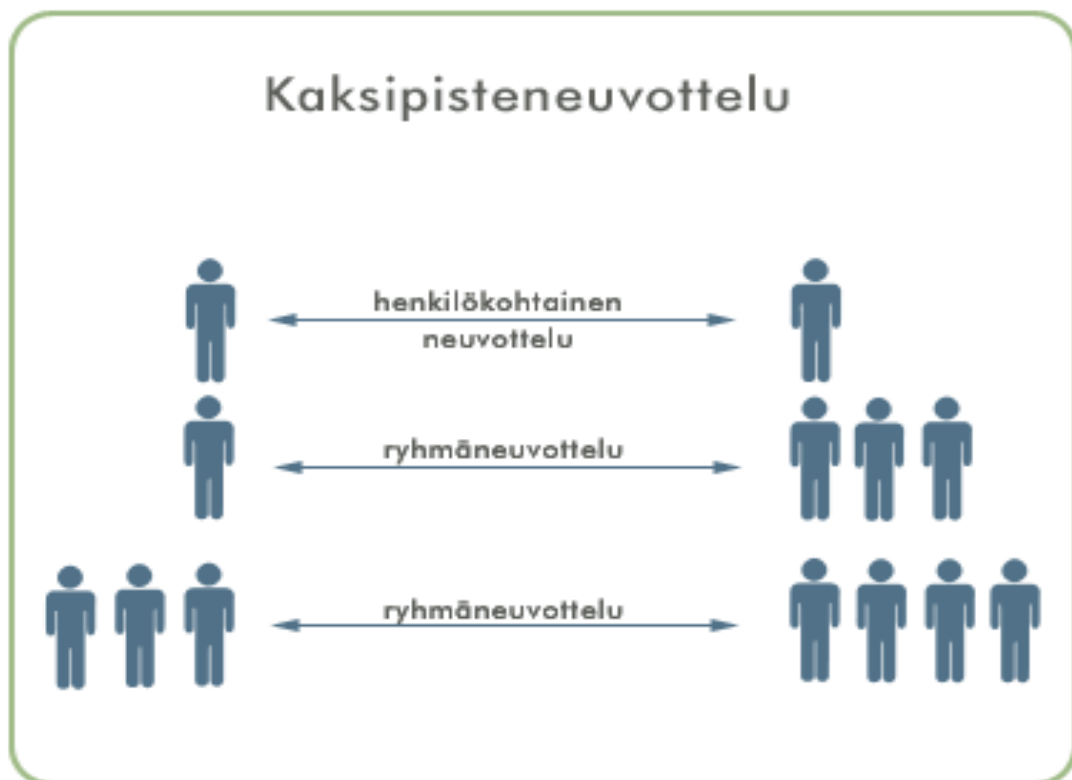 Kaksipisteneuvottelu
henkilökohtainen
neuvottelu
ryhmäneuvottelu
ryhmäneuvottelu